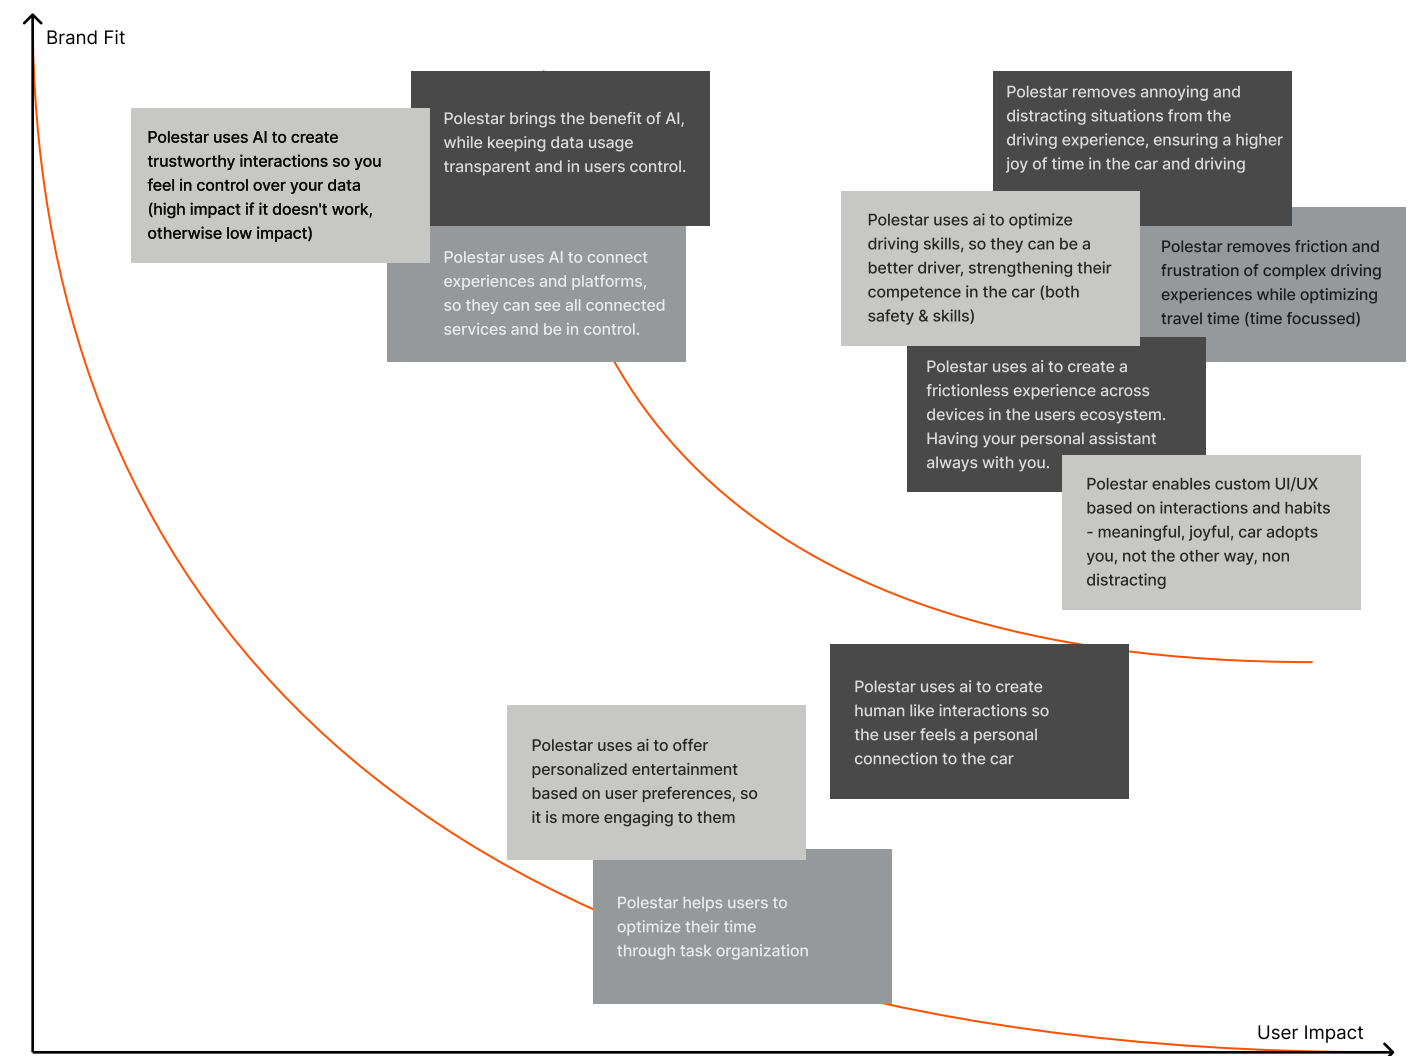 Brand Fit
Polestar uses AI to create
trustworthy interactions so you
feel in control over your data
(high impact if it doesn't work,
otherwise low impact)
Polestar brings the benefit of AI,
while keeping data usage
transparent and in users control.
Polestar uses AI to connect
experiences and platforms,
so they can see all connected
services and be in control.
Polestar removes annoying and
distracting situations from the
driving experience, ensuring a higher
joy of time in the car and driving
Polestar uses ai to optimize
driving skills, so they can be a
better driver, strengthening their
competence in the car (both
safety & skills)
Polestar removes friction and
frustration of complex driving
experiences while optimizing
travel time (time focussed)
Polestar uses ai to create a
frictionless experience across
devices in the users ecosystem.
Having your personal assistant
always with you.
Polestar enables custom UI/UX
based on interactions and habits
- meaningful, joyful, car adopts
you, not the other way, non
distracting
Polestar uses ai to create
human like interactions so
the user feels a personal
connection to the car
Polestar uses ai to offer
personalized entertainment
based on user preferences, so
it is more engaging to them
Polestar helps users to
optimize their time
through task organization
User Impact